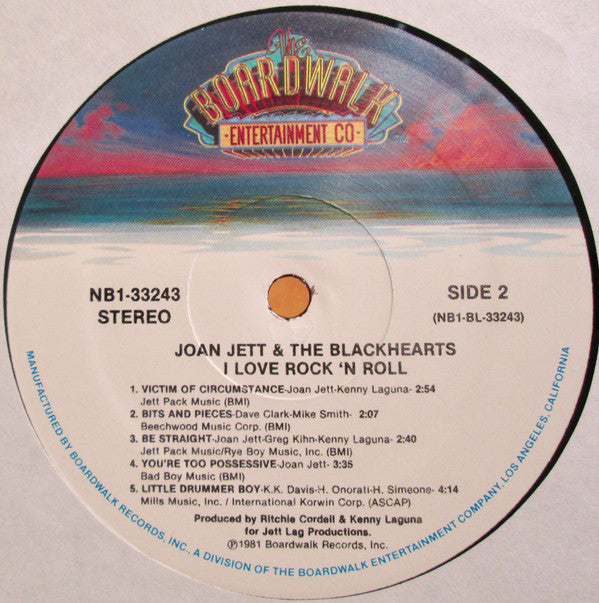 The
BOARDWALK
ENTERTAINMENT CO
NB1-33243
STEREO
SIDE 2
(NB1-BL-33243)
JOAN JETT & THE BLACKHEARTS
I LOVE ROCK 'N ROLL
1. VICTIM OF CIRCUMSTANCE-Joan Jett-Kenny Laguna- 2:54
Jett Pack Music (BMI)
2. BITS AND PIECES-Dave Clark-Mike Smith- 2:07
Beechwood Music Corp. (BMI)
3. BE STRAIGHT-Joan Jett-Greg Kihn-Kenny Laguna- 2:40
Jett Pack Music/Rye Boy Music, Inc. (BMI)
4. YOU'RE TOO POSSESSIVE-Joan Jett- 3:35
Bad Boy Music (BMI)
5. LITTLE DRUMMER BOY-K.K. Davis-H. Onorati-H. Simeone- 4:14
Mills Music, Inc. / International Korwin Corp. (ASCAP)
Produced by Ritchie Cordell & Kenny Laguna
for Jett Lag Productions.
Ⓟ1981 Boardwalk Records, Inc.
MANUFACTURED BY BOARDWALK RECORDS, INC., A DIVISION OF THE BOARDWALK ENTERTAINMENT COMPANY, LOS ANGELES, CALIFORNIA